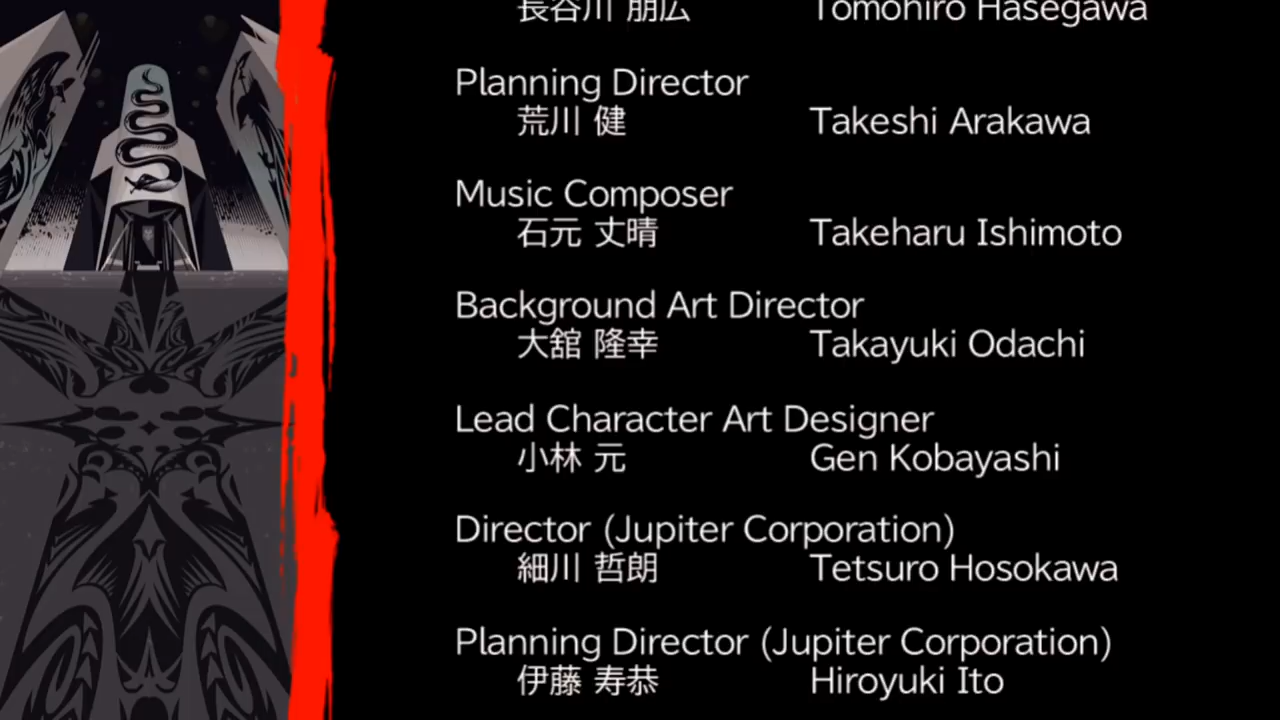 長谷川 朋広 Tomohiro Hasegawa
Planning Director
荒川 健 Takeshi Arakawa
Music Composer
石元 丈晴 Takeharu Ishimoto
Background Art Director
大舘 隆幸 Takayuki Odachi
Lead Character Art Designer
小林 元 Gen Kobayashi
Director (Jupiter Corporation)
細川 哲朗 Tetsuro Hosokawa
Planning Director (Jupiter Corporation)
伊藤 寿恭 Hiroyuki Ito